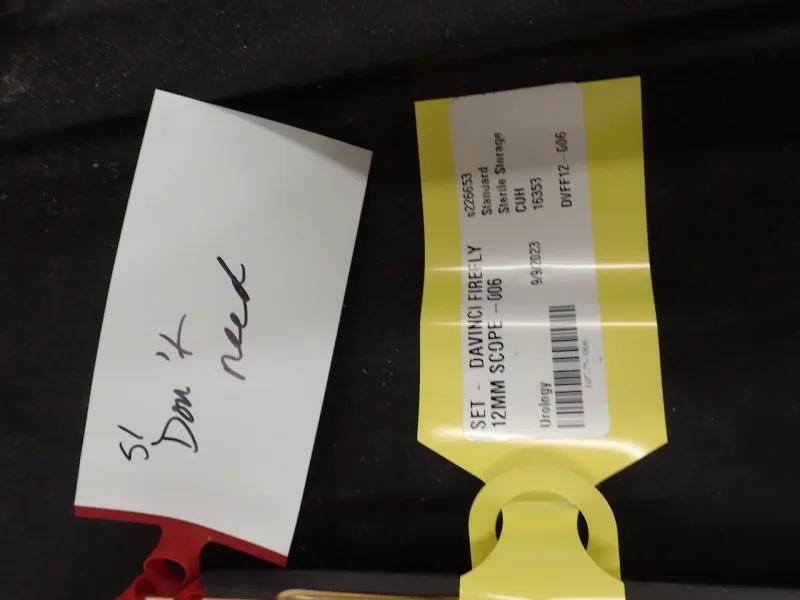 51
Don't
need
SET - DAVINCI FIREFLY
12MM SCOPE -006
s226653
Standard
Sterile Storage
CUH
16353
9/9/2023
DVFF12-006
Urology